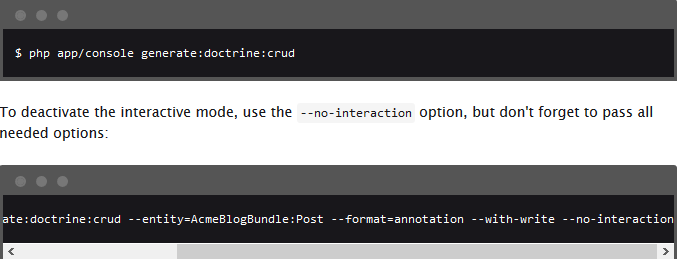 $ php app/console generate:doctrine:crud
To deactivate the interactive mode, use the --no-interaction option, but don't forget to pass all
needed options:
ate:doctrine:crud --entity=AcmeBlogBundle:Post --format=annotation --with-write --no-interaction